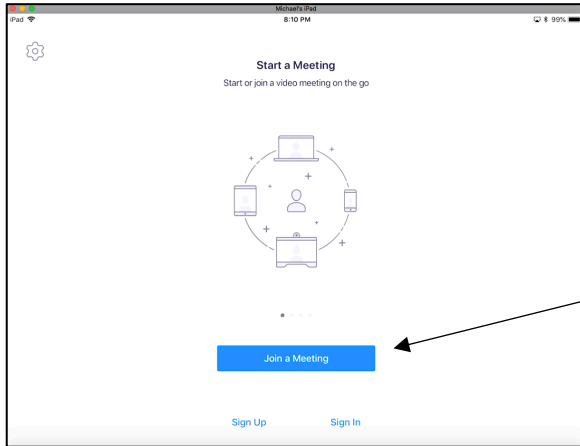 Michael's iPad
iPad 8:10 PM 99%
Start a Meeting
Start or join a video meeting on the go
Join a Meeting
Sign Up Sign In